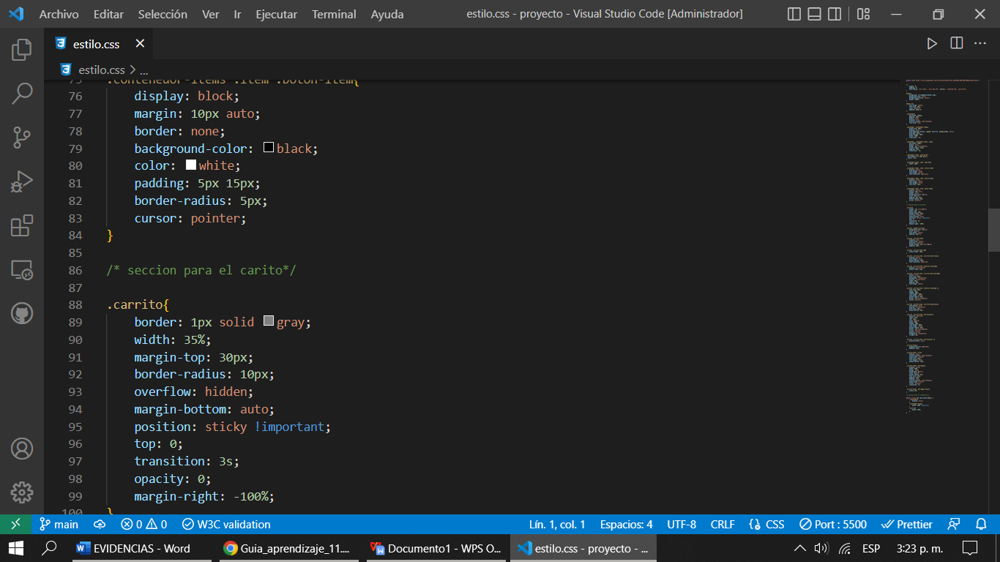 Archivo Editar Selección Ver Ir Ejecutar Terminal Ayuda estilo.css - proyecto - Visual Studio Code [Administrador]
estilo.css
estilo.css > ...
75 .contenedor-items .item .boton-item{
76 display: block;
77 margin: 10px auto;
78 border: none;
79 background-color: black;
80 color: white;
81 padding: 5px 15px;
82 border-radius: 5px;
83 cursor: pointer;
84 }
85
86 /* seccion para el carito*/
87
88 .carrito{
89 border: 1px solid gray;
90 width: 35%;
91 margin-top: 30px;
92 border-radius: 10px;
93 overflow: hidden;
94 margin-bottom: auto;
95 position: sticky !important;
96 top: 0;
97 transition: 3s;
98 opacity: 0;
99 margin-right: -100%;
100 }
main 0 0 W3C validation Lín. 1, col. 1 Espacios: 4 UTF-8 CRLF CSS Port : 5500 Prettier
EVIDENCIAS - Word Guia_aprendizaje_11.... Documento1 - WPS O... estilo.css - proyecto - ... ESP 3:23 p. m.